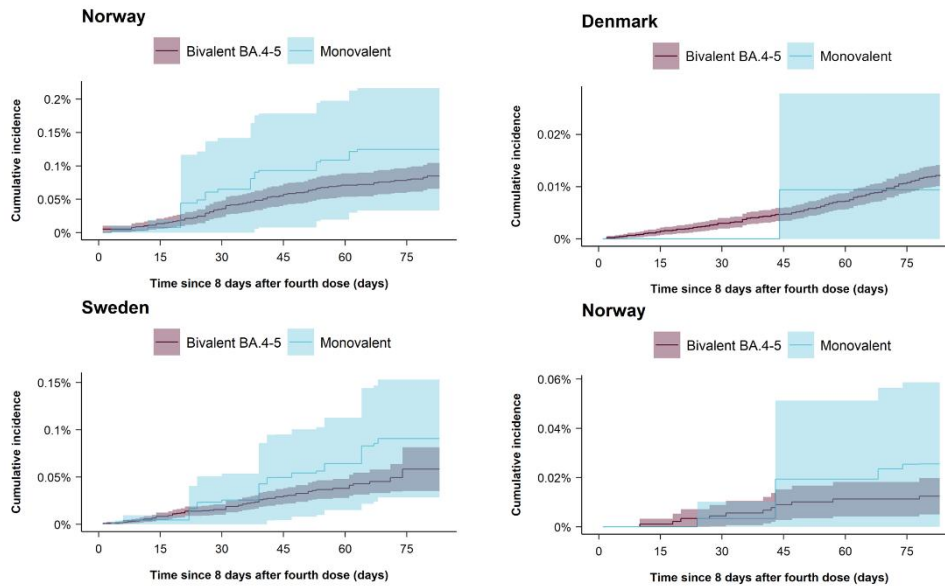 Norway
Bivalent BA.4-5 Monovalent
Cumulative incidence
0.2%
0.15%
0.1%
0.05%
0%
0 15 30 45 60 75
Time since 8 days after fourth dose (days)
Denmark
Bivalent BA.4-5 Monovalent
Cumulative incidence
0.02%
0.01%
0%
0 15 30 45 60 75
Time since 8 days after fourth dose (days)
Sweden
Bivalent BA.4-5 Monovalent
Cumulative incidence
0.15%
0.1%
0.05%
0%
0 15 30 45 60 75
Time since 8 days after fourth dose (days)
Norway
Bivalent BA.4-5 Monovalent
Cumulative incidence
0.06%
0.04%
0.02%
0%
0 15 30 45 60 75
Time since 8 days after fourth dose (days)